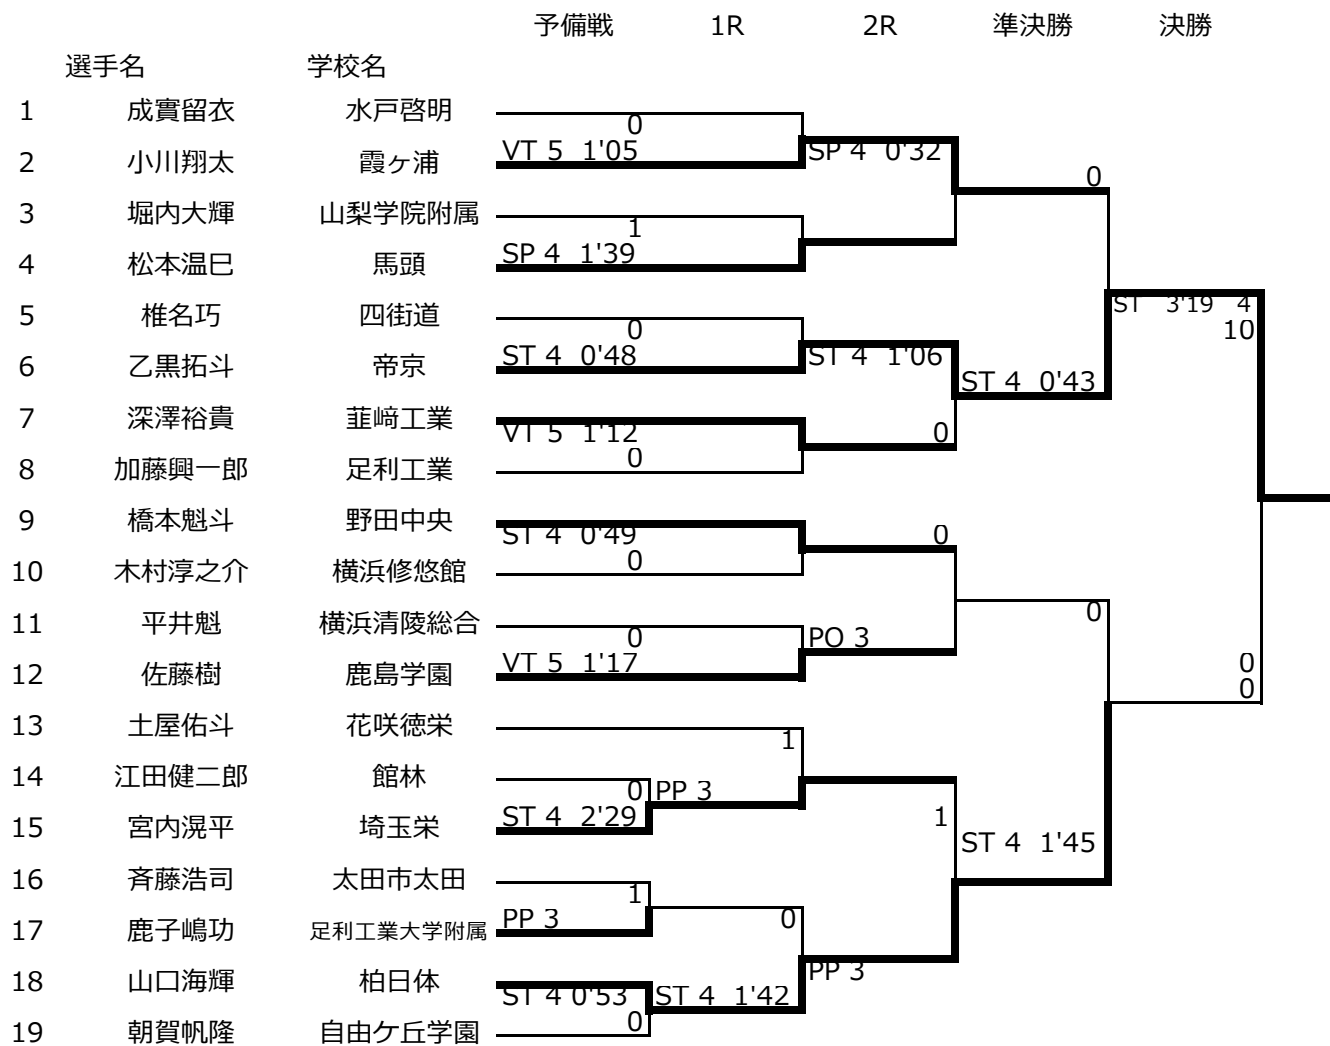 予備戦 1R 2R 準決勝 決勝
選手名 学校名
1 成實留衣 水戸啓明
0
VT 5 1'05 SP 4 0'32
2 小川翔太 霞ヶ浦
0
3 堀内大輝 山梨学院附属
1
SP 4 1'39
4 松本温巳 馬頭
ST 3'19 4
5 椎名巧 四街道
0 10
ST 4 0'48 ST 4 1'06
6 乙黒拓斗 帝京
ST 4 0'43
7 深澤裕貴 韮﨑工業
VT 5 1'12 0
0
8 加藤興一郎 足利工業
9 橋本魁斗 野田中央
ST 4 0'49 0
0
10 木村淳之介 横浜修悠館
0
11 平井魁 横浜清陵総合
0 PO 3
VT 5 1'17 0
12 佐藤樹 鹿島学園
0
13 土屋佑斗 花咲徳栄
1
14 江田健二郎 館林
0 PP 3
ST 4 2'29 1
15 宮内滉平 埼玉栄
ST 4 1'45
16 斉藤浩司 太田市太田
1
PP 3 0
17 鹿子嶋功 足利工業大学附属
PP 3
18 山口海輝 柏日体
ST 4 0'53 ST 4 1'42
0
19 朝賀帆隆 自由ケ丘学園